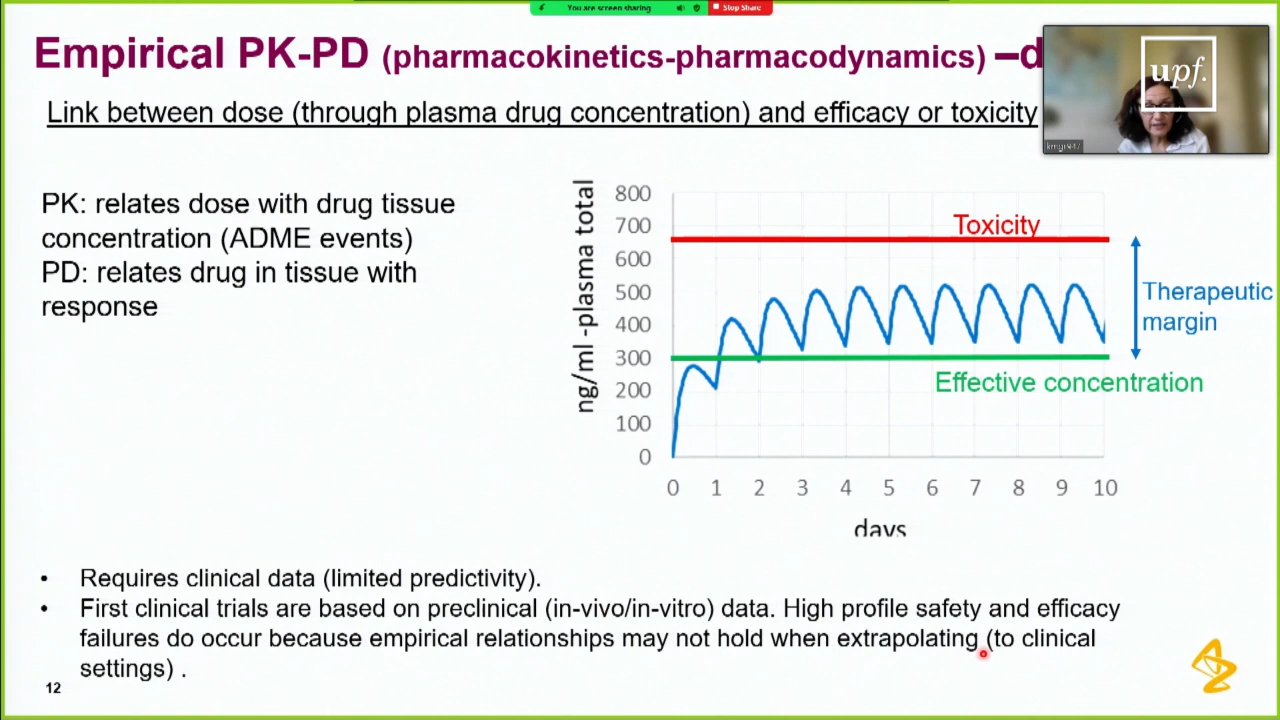 You are screen sharing
Stop Share
Empirical PK-PD (pharmacokinetics-pharmacodynamics) –d
upf.
Link between dose (through plasma drug concentration) and efficacy or toxicity
PK: relates dose with drug tissue
concentration (ADME events)
PD: relates drug in tissue with
response
ng/ml -plasma total
800
700
600
500
400
300
200
100
0
Toxicity
Therapeutic
margin
Effective concentration
0 1 2 3 4 5 6 7 8 9 10
days
• Requires clinical data (limited predictivity).
• First clinical trials are based on preclinical (in-vivo/in-vitro) data. High profile safety and efficacy
failures do occur because empirical relationships may not hold when extrapolating (to clinical
settings) .
12